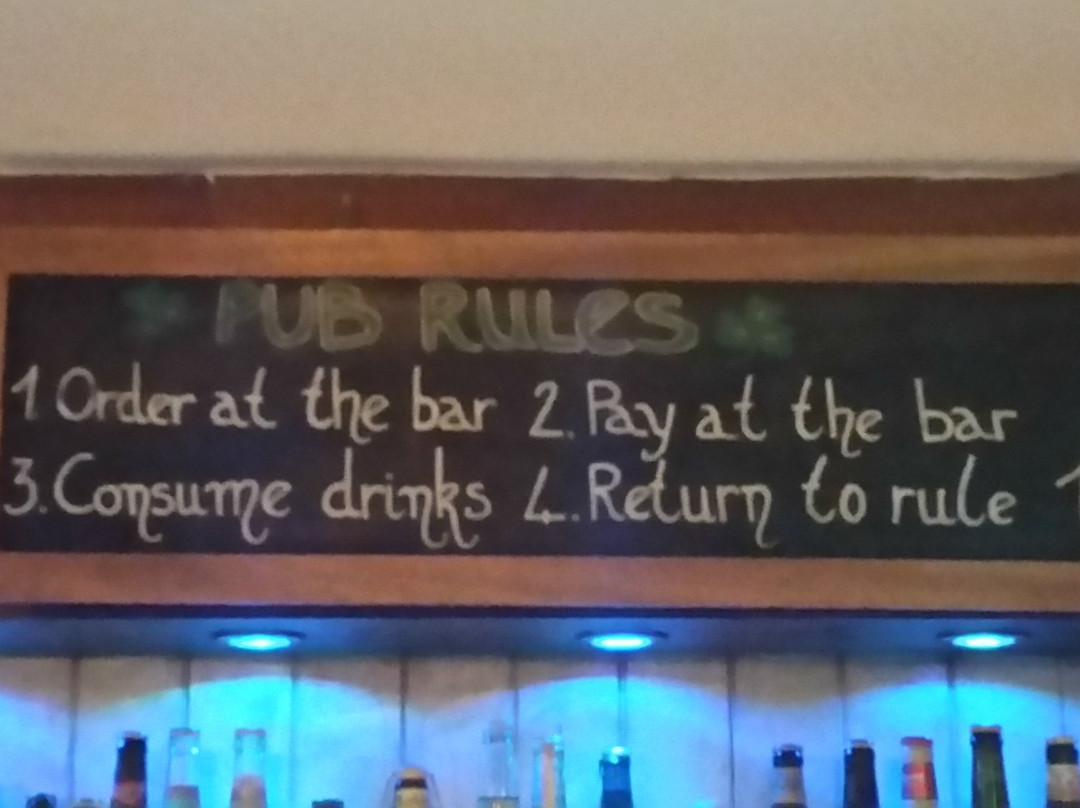 PUB RULES
1 Order at the bar 2. Pay at the bar
3. Consume drinks 4. Return to rule 1